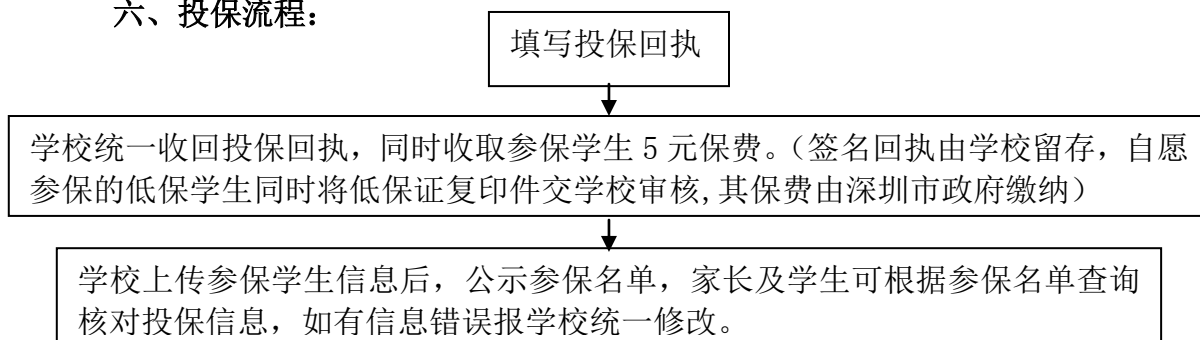 六、投保流程：
填写投保回执
学校统一收回投保回执，同时收取参保学生 5 元保费。（签名回执由学校留存，自愿
参保的低保学生同时将低保证复印件交学校审核,其保费由深圳市政府缴纳）
学校上传参保学生信息后，公示参保名单，家长及学生可根据参保名单查询
核对投保信息，如有信息错误报学校统一修改。